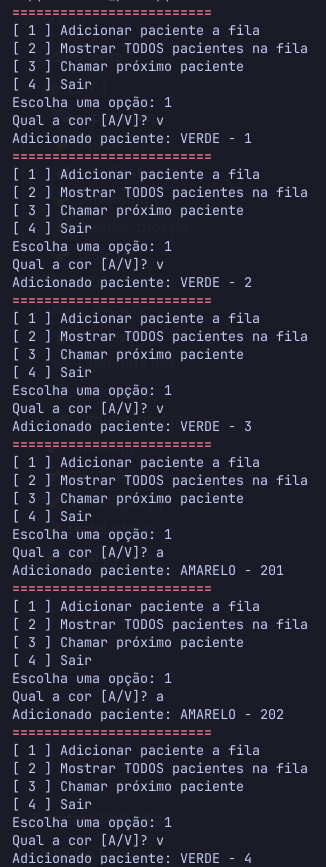 =========================
[ 1 ] Adicionar paciente a fila
[ 2 ] Mostrar TODOS pacientes na fila
[ 3 ] Chamar próximo paciente
[ 4 ] Sair
Escolha uma opção: 1
Qual a cor [A/V]? v
Adicionado paciente: VERDE - 1
=========================
[ 1 ] Adicionar paciente a fila
[ 2 ] Mostrar TODOS pacientes na fila
[ 3 ] Chamar próximo paciente
[ 4 ] Sair
Escolha uma opção: 1
Qual a cor [A/V]? v
Adicionado paciente: VERDE - 2
=========================
[ 1 ] Adicionar paciente a fila
[ 2 ] Mostrar TODOS pacientes na fila
[ 3 ] Chamar próximo paciente
[ 4 ] Sair
Escolha uma opção: 1
Qual a cor [A/V]? v
Adicionado paciente: VERDE - 3
=========================
[ 1 ] Adicionar paciente a fila
[ 2 ] Mostrar TODOS pacientes na fila
[ 3 ] Chamar próximo paciente
[ 4 ] Sair
Escolha uma opção: 1
Qual a cor [A/V]? a
Adicionado paciente: AMARELO - 201
=========================
[ 1 ] Adicionar paciente a fila
[ 2 ] Mostrar TODOS pacientes na fila
[ 3 ] Chamar próximo paciente
[ 4 ] Sair
Escolha uma opção: 1
Qual a cor [A/V]? a
Adicionado paciente: AMARELO - 202
=========================
[ 1 ] Adicionar paciente a fila
[ 2 ] Mostrar TODOS pacientes na fila
[ 3 ] Chamar próximo paciente
[ 4 ] Sair
Escolha uma opção: 1
Qual a cor [A/V]? v
Adicionado paciente: VERDE - 4